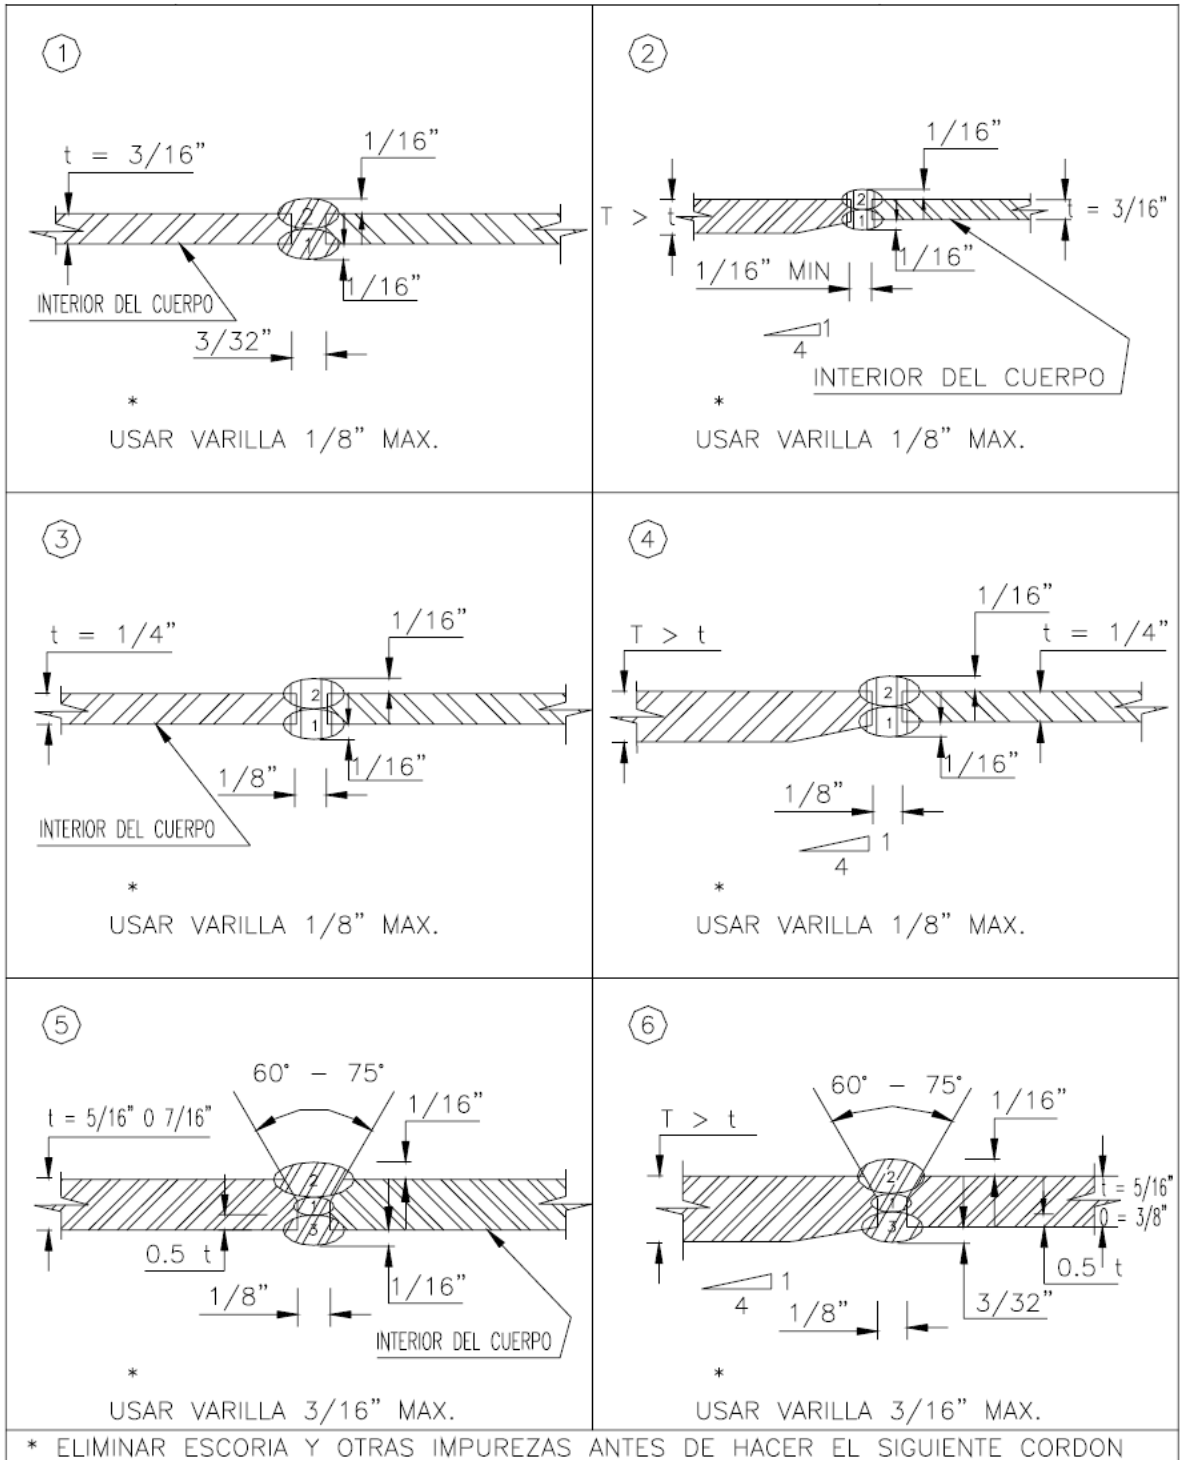 1
t = 3/16"
1/16"
2
1
1/16"
INTERIOR DEL CUERPO
3/32"
*
USAR VARILLA 1/8" MAX.
2
1/16"
T > t
2
1
t = 3/16"
1/16"
1/16" MIN
1
4
INTERIOR DEL CUERPO
*
USAR VARILLA 1/8" MAX.
3
1/16"
t = 1/4"
2
1
1/16"
1/8"
INTERIOR DEL CUERPO
*
USAR VARILLA 1/8" MAX.
4
1/16"
T > t
t = 1/4"
2
1
1/16"
1/8"
1
4
*
USAR VARILLA 1/8" MAX.
5
60° – 75°
1/16"
t = 5/16" O 7/16"
2
1
3
0.5 t
1/8"
1/16"
INTERIOR DEL CUERPO
*
USAR VARILLA 3/16" MAX.
6
60° – 75°
1/16"
T > t
2
1
3
t = 5/16"
O = 3/8"
0.5 t
1
4
1/8"
3/32"
*
USAR VARILLA 3/16" MAX.
* ELIMINAR ESCORIA Y OTRAS IMPUREZAS ANTES DE HACER EL SIGUIENTE CORDON